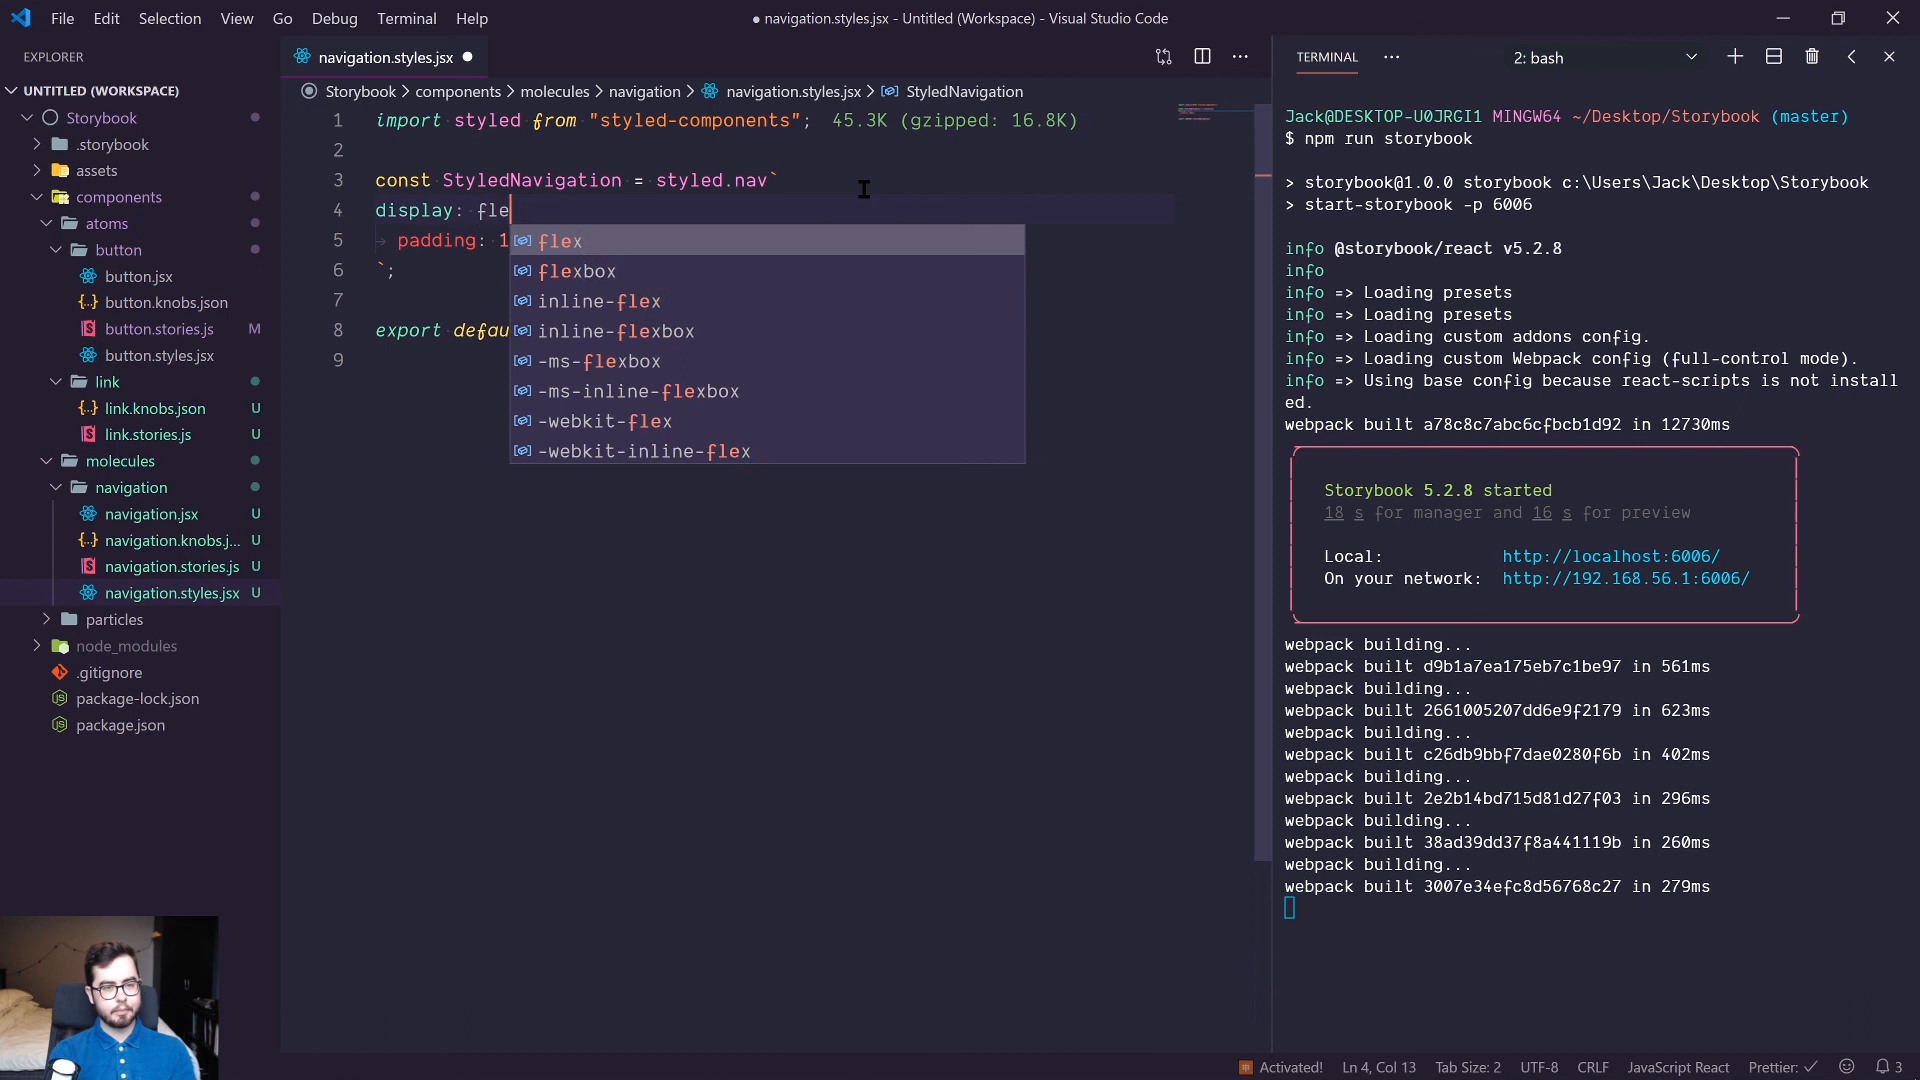 File Edit Selection View Go Debug Terminal Help
● navigation.styles.jsx - Untitled (Workspace) - Visual Studio Code
EXPLORER
UNTITLED (WORKSPACE)
Storybook
.storybook
assets
components
atoms
button
button.jsx
button.knobs.json
button.stories.js M
button.styles.jsx
link
link.knobs.json U
link.stories.js U
molecules
navigation
navigation.jsx U
navigation.knobs.j... U
navigation.stories.js U
navigation.styles.jsx U
particles
node_modules
.gitignore
package-lock.json
package.json
navigation.styles.jsx
Storybook > components > molecules > navigation > navigation.styles.jsx > StyledNavigation
1 import styled from "styled-components"; 45.3K (gzipped: 16.8K)
2
3 const StyledNavigation = styled.nav`
4 display: fle
5 padding: 1
6 `;
7
8 export defau
9
flex
flexbox
inline-flex
inline-flexbox
-ms-flexbox
-ms-inline-flexbox
-webkit-flex
-webkit-inline-flex
TERMINAL ··· 2: bash
Jack@DESKTOP-U0JRGI1 MINGW64 ~/Desktop/Storybook (master)
$ npm run storybook
> storybook@1.0.0 storybook c:\Users\Jack\Desktop\Storybook
> start-storybook -p 6006
info @storybook/react v5.2.8
info
info => Loading presets
info => Loading presets
info => Loading custom addons config.
info => Loading custom Webpack config (full-control mode).
info => Using base config because react-scripts is not install
ed.
webpack built a78c8c7abc6cfbcb1d92 in 12730ms
Storybook 5.2.8 started
18 s for manager and 16 s for preview
Local: http://localhost:6006/
On your network: http://192.168.56.1:6006/
webpack building...
webpack built d9b1a7ea175eb7c1be97 in 561ms
webpack building...
webpack built 2661005207dd6e9f2179 in 623ms
webpack building...
webpack built c26db9bbf7dae0280f6b in 402ms
webpack building...
webpack built 2e2b14bd715d81d27f03 in 296ms
webpack building...
webpack built 38ad39dd37f8a441119b in 260ms
webpack building...
webpack built 3007e34efc8d56768c27 in 279ms
Activated! Ln 4, Col 13 Tab Size: 2 UTF-8 CRLF JavaScript React Prettier: ✓ 3